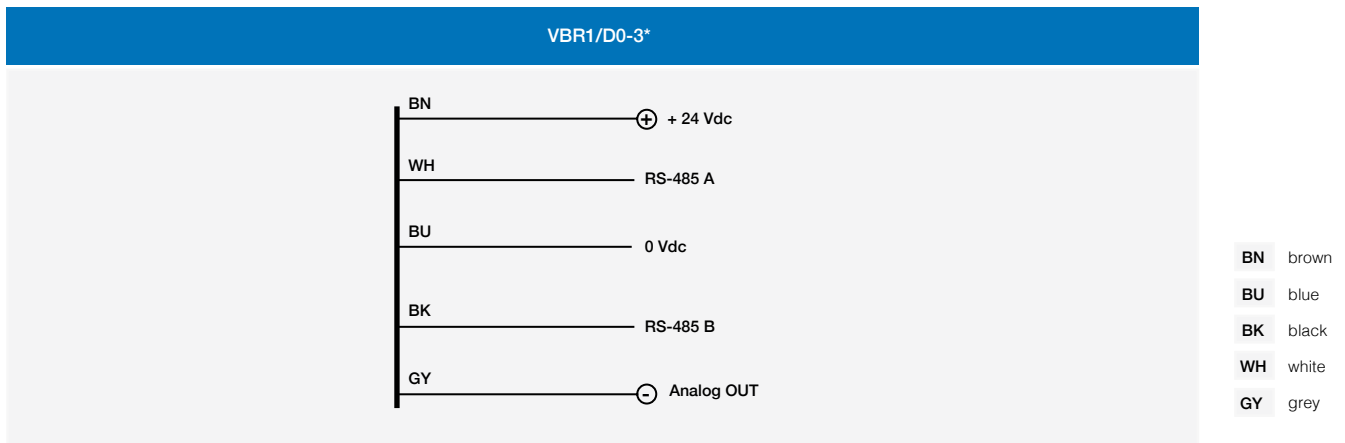 VBR1/D0-3*
BN
+ + 24 Vdc
WH
RS-485 A
BU
0 Vdc
BK
RS-485 B
GY
- Analog OUT
BN brown
BU blue
BK black
WH white
GY grey